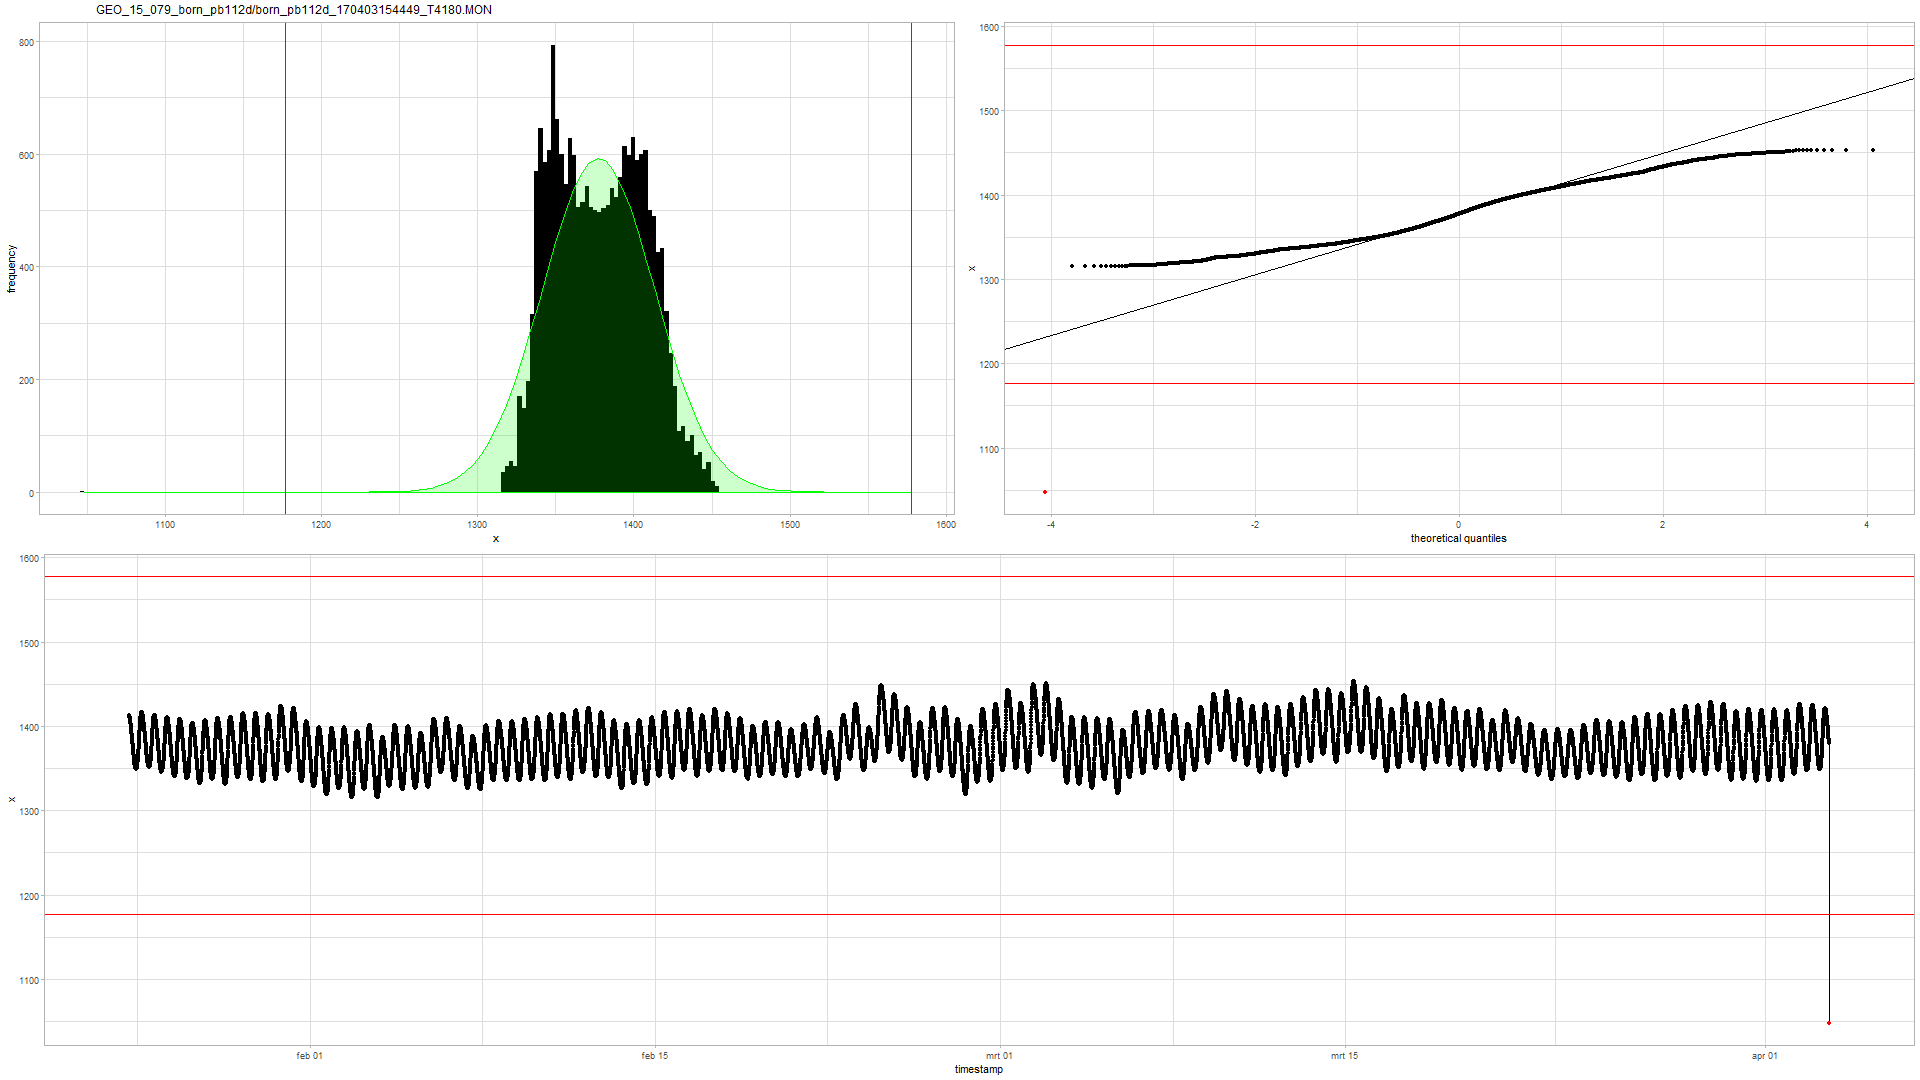 GEO_15_079_born_pb112d/born_pb112d_170403154449_T4180.MON
800
600
400
200
0
frequency
1100
1200
1300
1400
1500
1600
x
1600
1500
1400
1300
1200
1100
x
-4
-2
0
2
4
theoretical quantiles
1600
1500
1400
1300
1200
1100
x
feb 01
feb 15
mrt 01
mrt 15
apr 01
timestamp